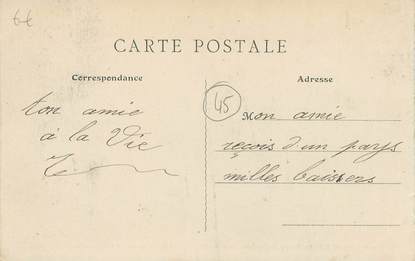 6€
CARTE POSTALE
Correspondance
Adresse
ton amie
à la Vie
45
Mon amie
reçois d'un pays
milles baisers